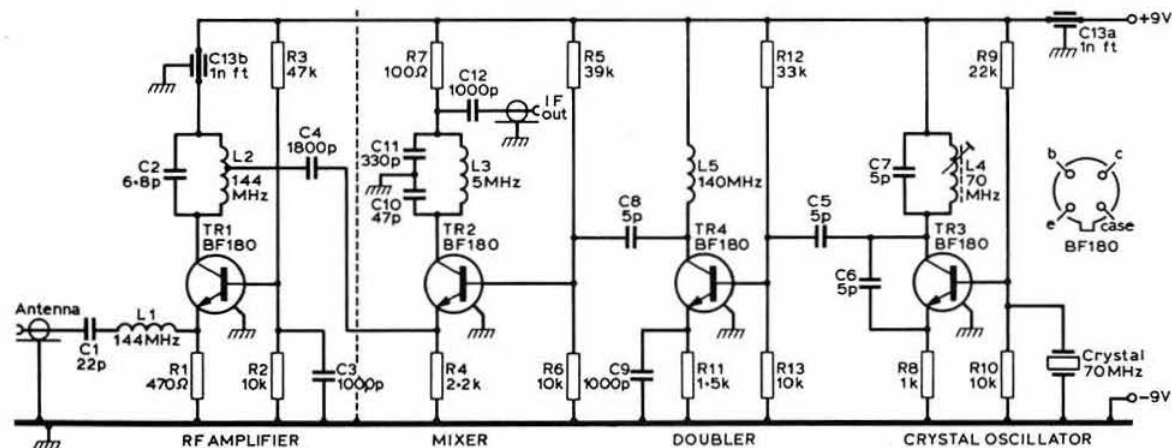 C13b
1n ft
R3
47k
R7
100Ω
C12
1000p
IF
out
R5
39k
R12
33k
R9
22k
C13a
1n ft
+9V
C2
6·8p
L2
144
MHz
C4
1800p
C11
330p
C10
47p
L3
5MHz
L5
140MHz
C7
5p
L4
70
MHz
b
c
e
case
BF180
TR1
BF180
TR2
BF180
C8
5p
TR4
BF180
C5
5p
C6
5p
TR3
BF180
Antenna
C1
22p
L1
144MHz
R1
470Ω
R2
10k
C3
1000p
R4
2·2k
R6
10k
C9
1000p
R11
1·5k
R13
10k
R8
1k
R10
10k
Crystal
70MHz
-9V
RF AMPLIFIER
MIXER
DOUBLER
CRYSTAL OSCILLATOR